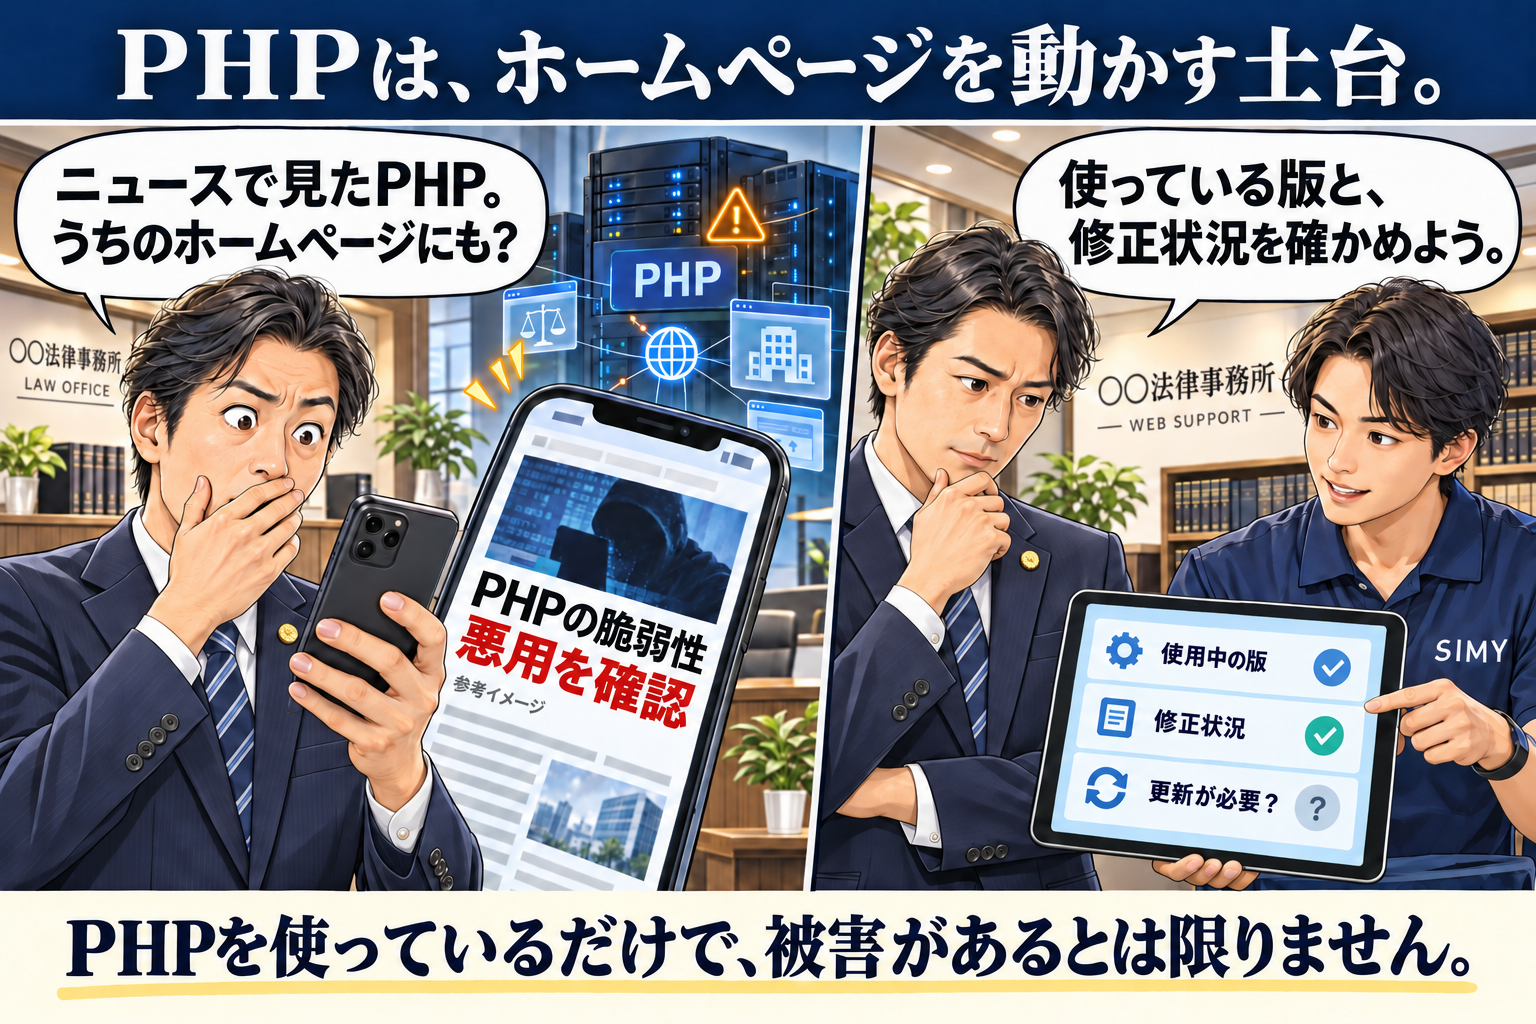 PHPは、ホームページを動かす土台。
ニュースで見たPHP。
うちのホームページにも?
〇〇法律事務所
LAW OFFICE
PHP
PHPの脆弱性
悪用を確認
参考イメージ
使っている版と、
修正状況を確かめよう。
〇〇法律事務所
WEB SUPPORT
SIMY
使用中の版
修正状況
更新が必要?
?
PHPを使っているだけで、被害があるとは限りません。